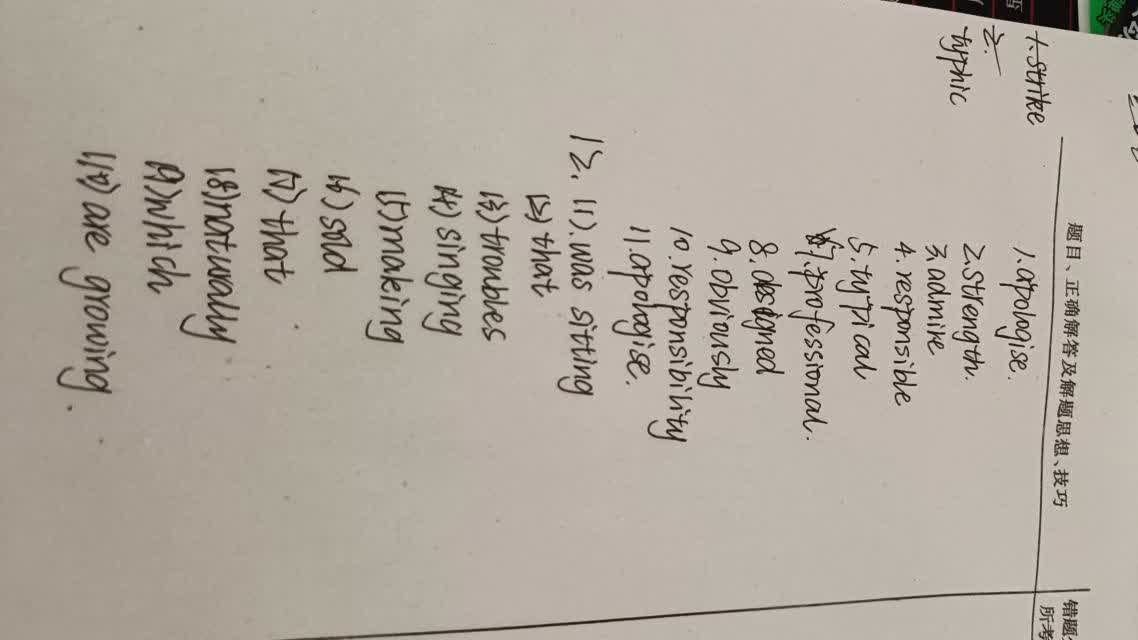 题目、正确解答及解题思想、技巧
错题
所考
1. strike
2.
typhic
1. apologise.
2. strength.
3. admire
4. responsible
5. typical
7. professional.
8. designed
9. obviously
10. responsibility
11. apologise.
12. (1). was sitting
(2) that
(3) troubles
(4) singing
(5) making
(6) sad
(7) that
(8) naturally
(9) which
(10) are growing.